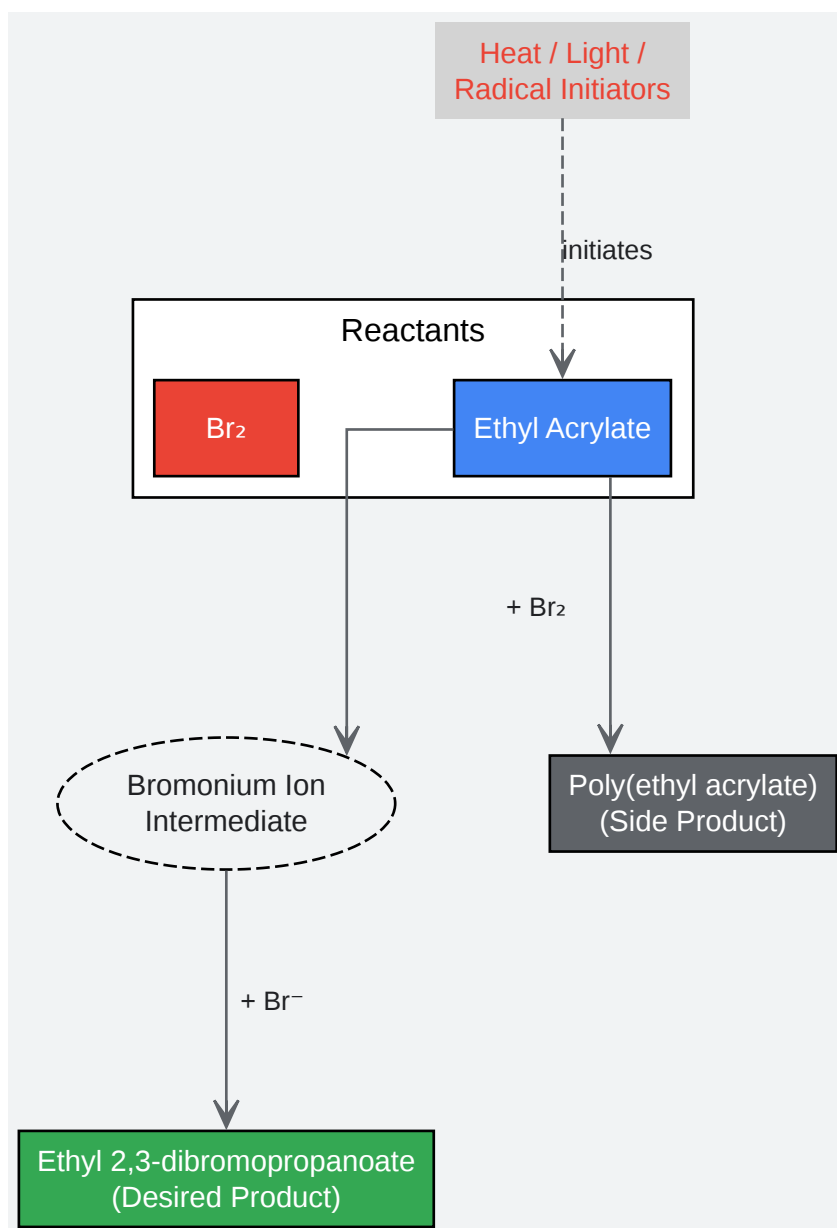 Heat / Light /
Radical Initiators
initiates
Reactants
Br₂
Ethyl Acrylate
+ Br₂
Bromonium Ion
Intermediate
Poly(ethyl acrylate)
(Side Product)
+ Br⁻
Ethyl 2,3-dibromopropanoate
(Desired Product)